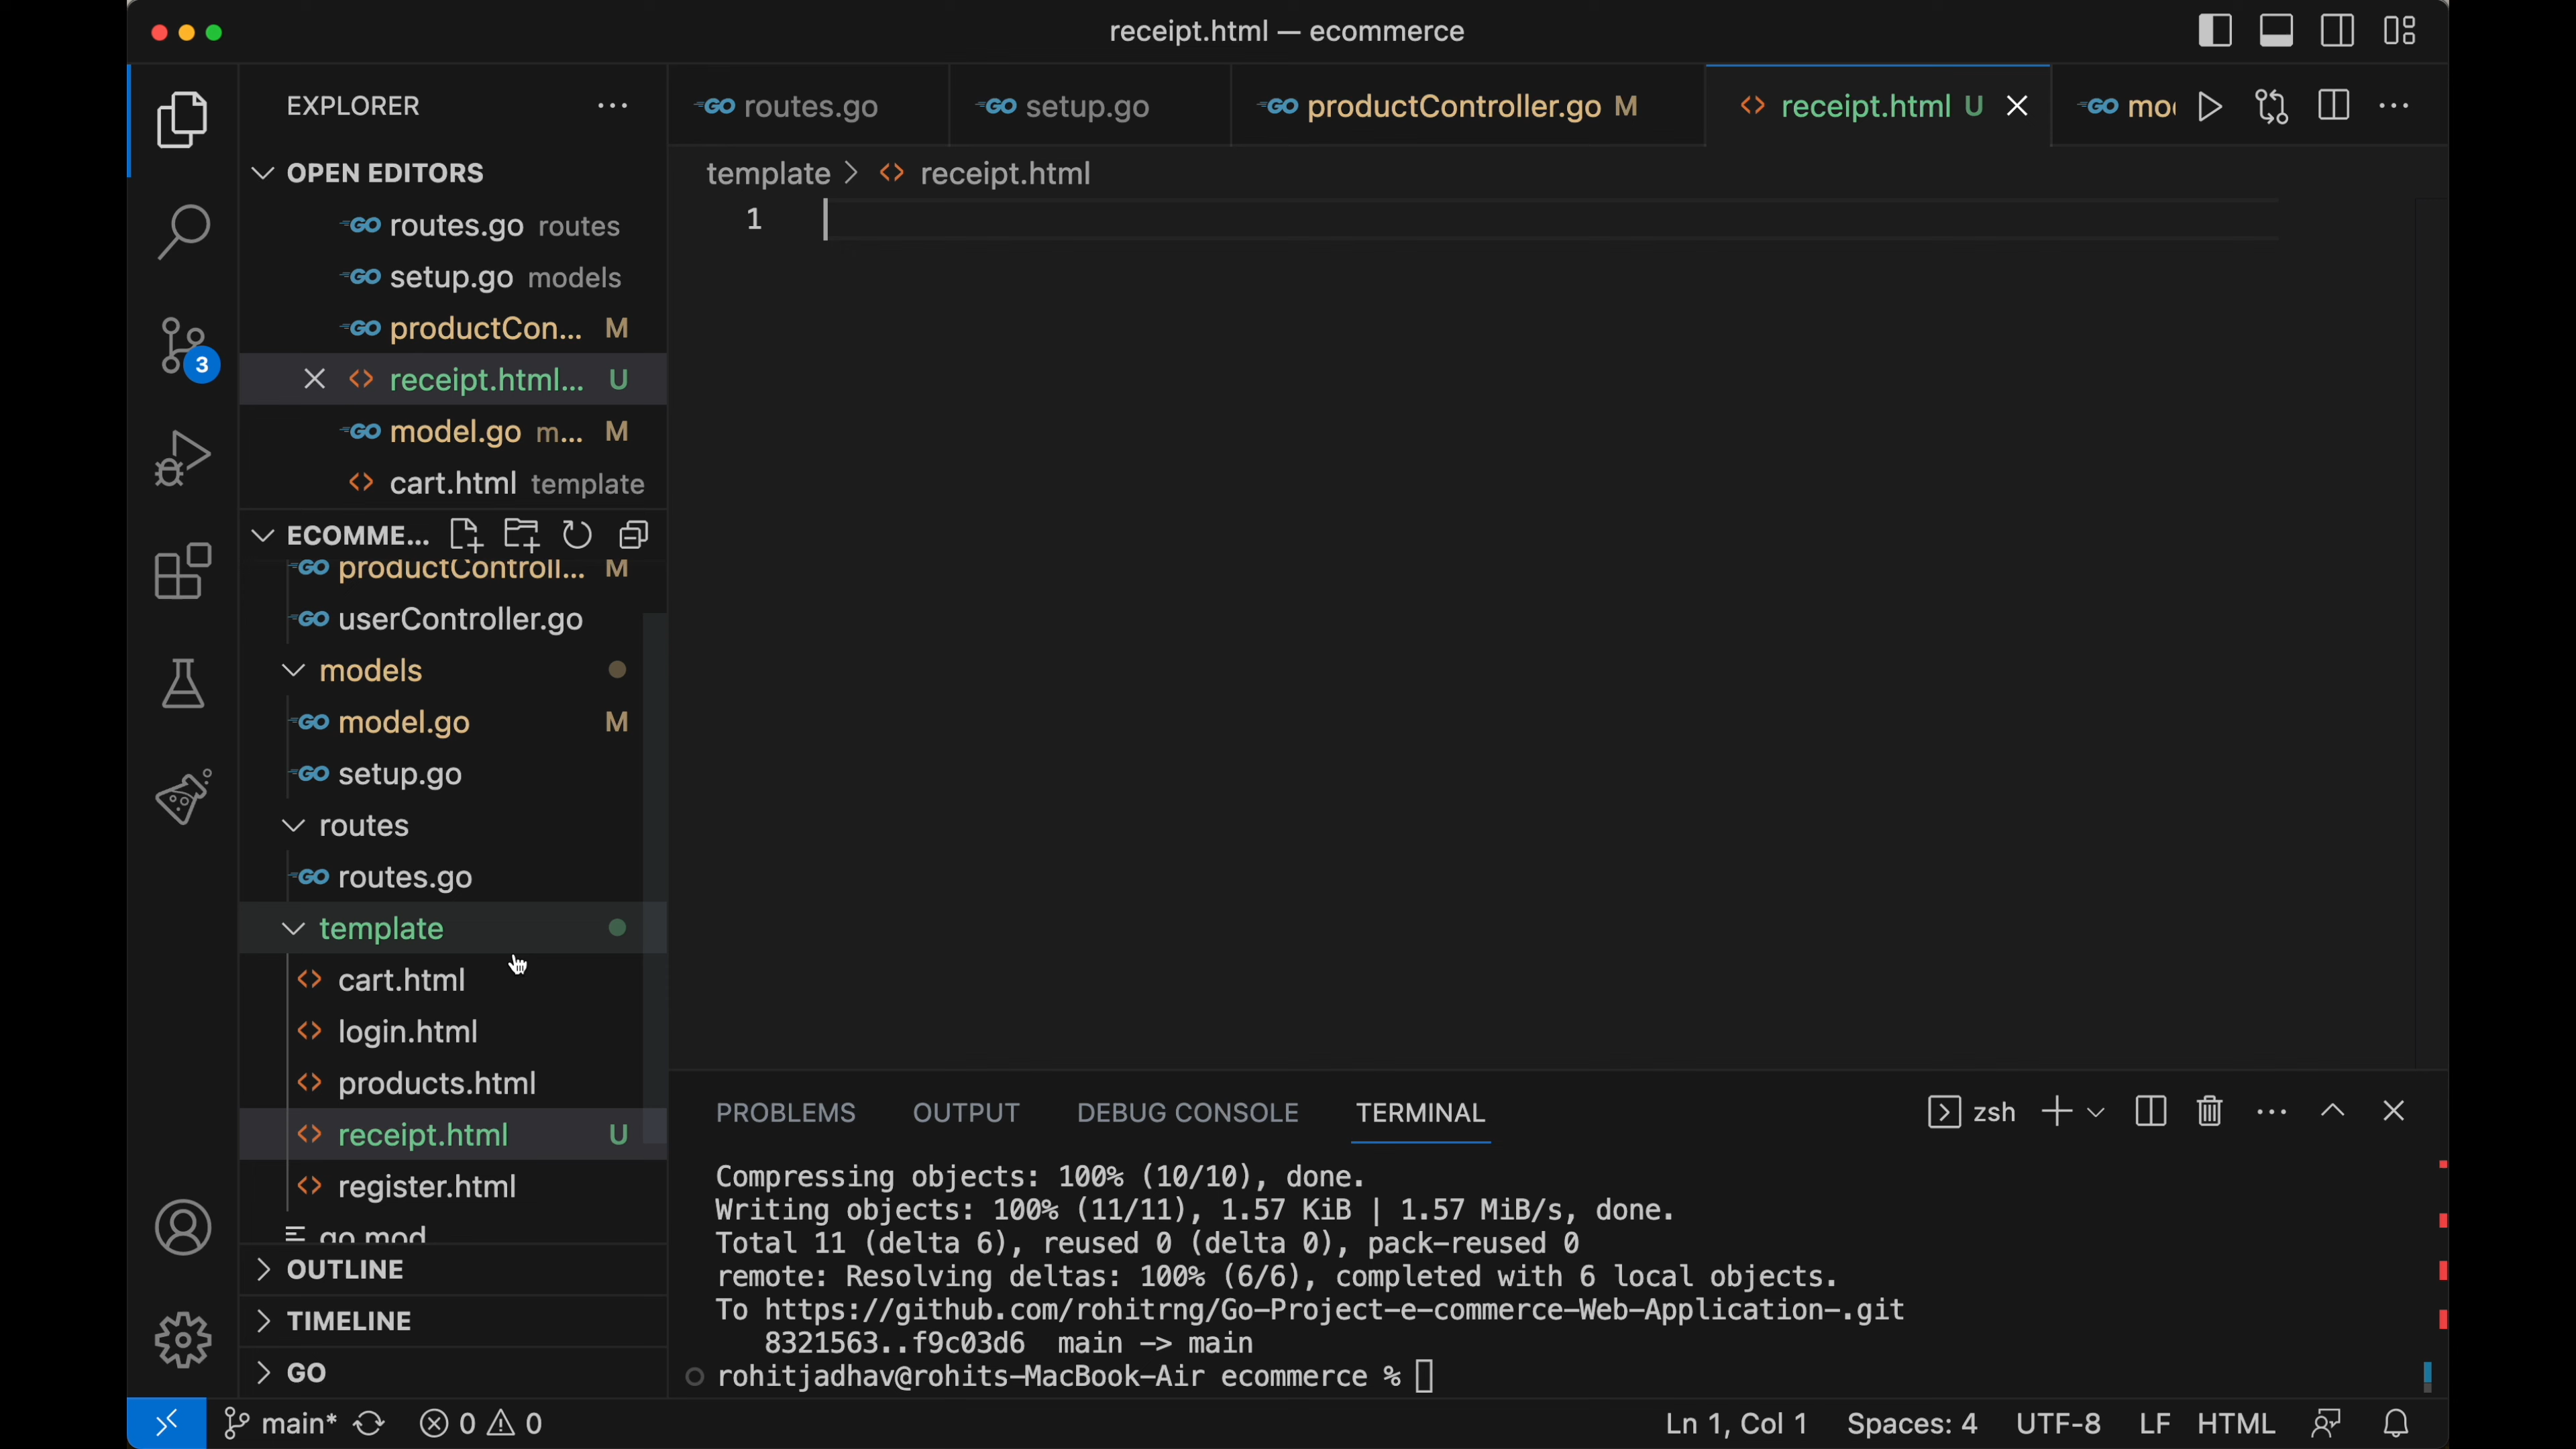 receipt.html — ecommerce
EXPLORER
routes.go
setup.go
productController.go M
receipt.html U
OPEN EDITORS
template > receipt.html
1
routes.go routes
setup.go models
productCon... M
receipt.html... U
model.go m... M
cart.html template
ECOMME...
productControll... M
userController.go
models
model.go M
setup.go
routes
routes.go
template
cart.html
login.html
products.html
receipt.html U
register.html
go.mod
OUTLINE
TIMELINE
GO
3
PROBLEMS OUTPUT DEBUG CONSOLE TERMINAL zsh
Compressing objects: 100% (10/10), done.
Writing objects: 100% (11/11), 1.57 KiB | 1.57 MiB/s, done.
Total 11 (delta 6), reused 0 (delta 0), pack-reused 0
remote: Resolving deltas: 100% (6/6), completed with 6 local objects.
To https://github.com/rohitrng/Go-Project-e-commerce-Web-Application-.git
8321563..f9c03d6 main -> main
rohitjadhav@rohits-MacBook-Air ecommerce %
main* 0 0
Ln 1, Col 1 Spaces: 4 UTF-8 LF HTML